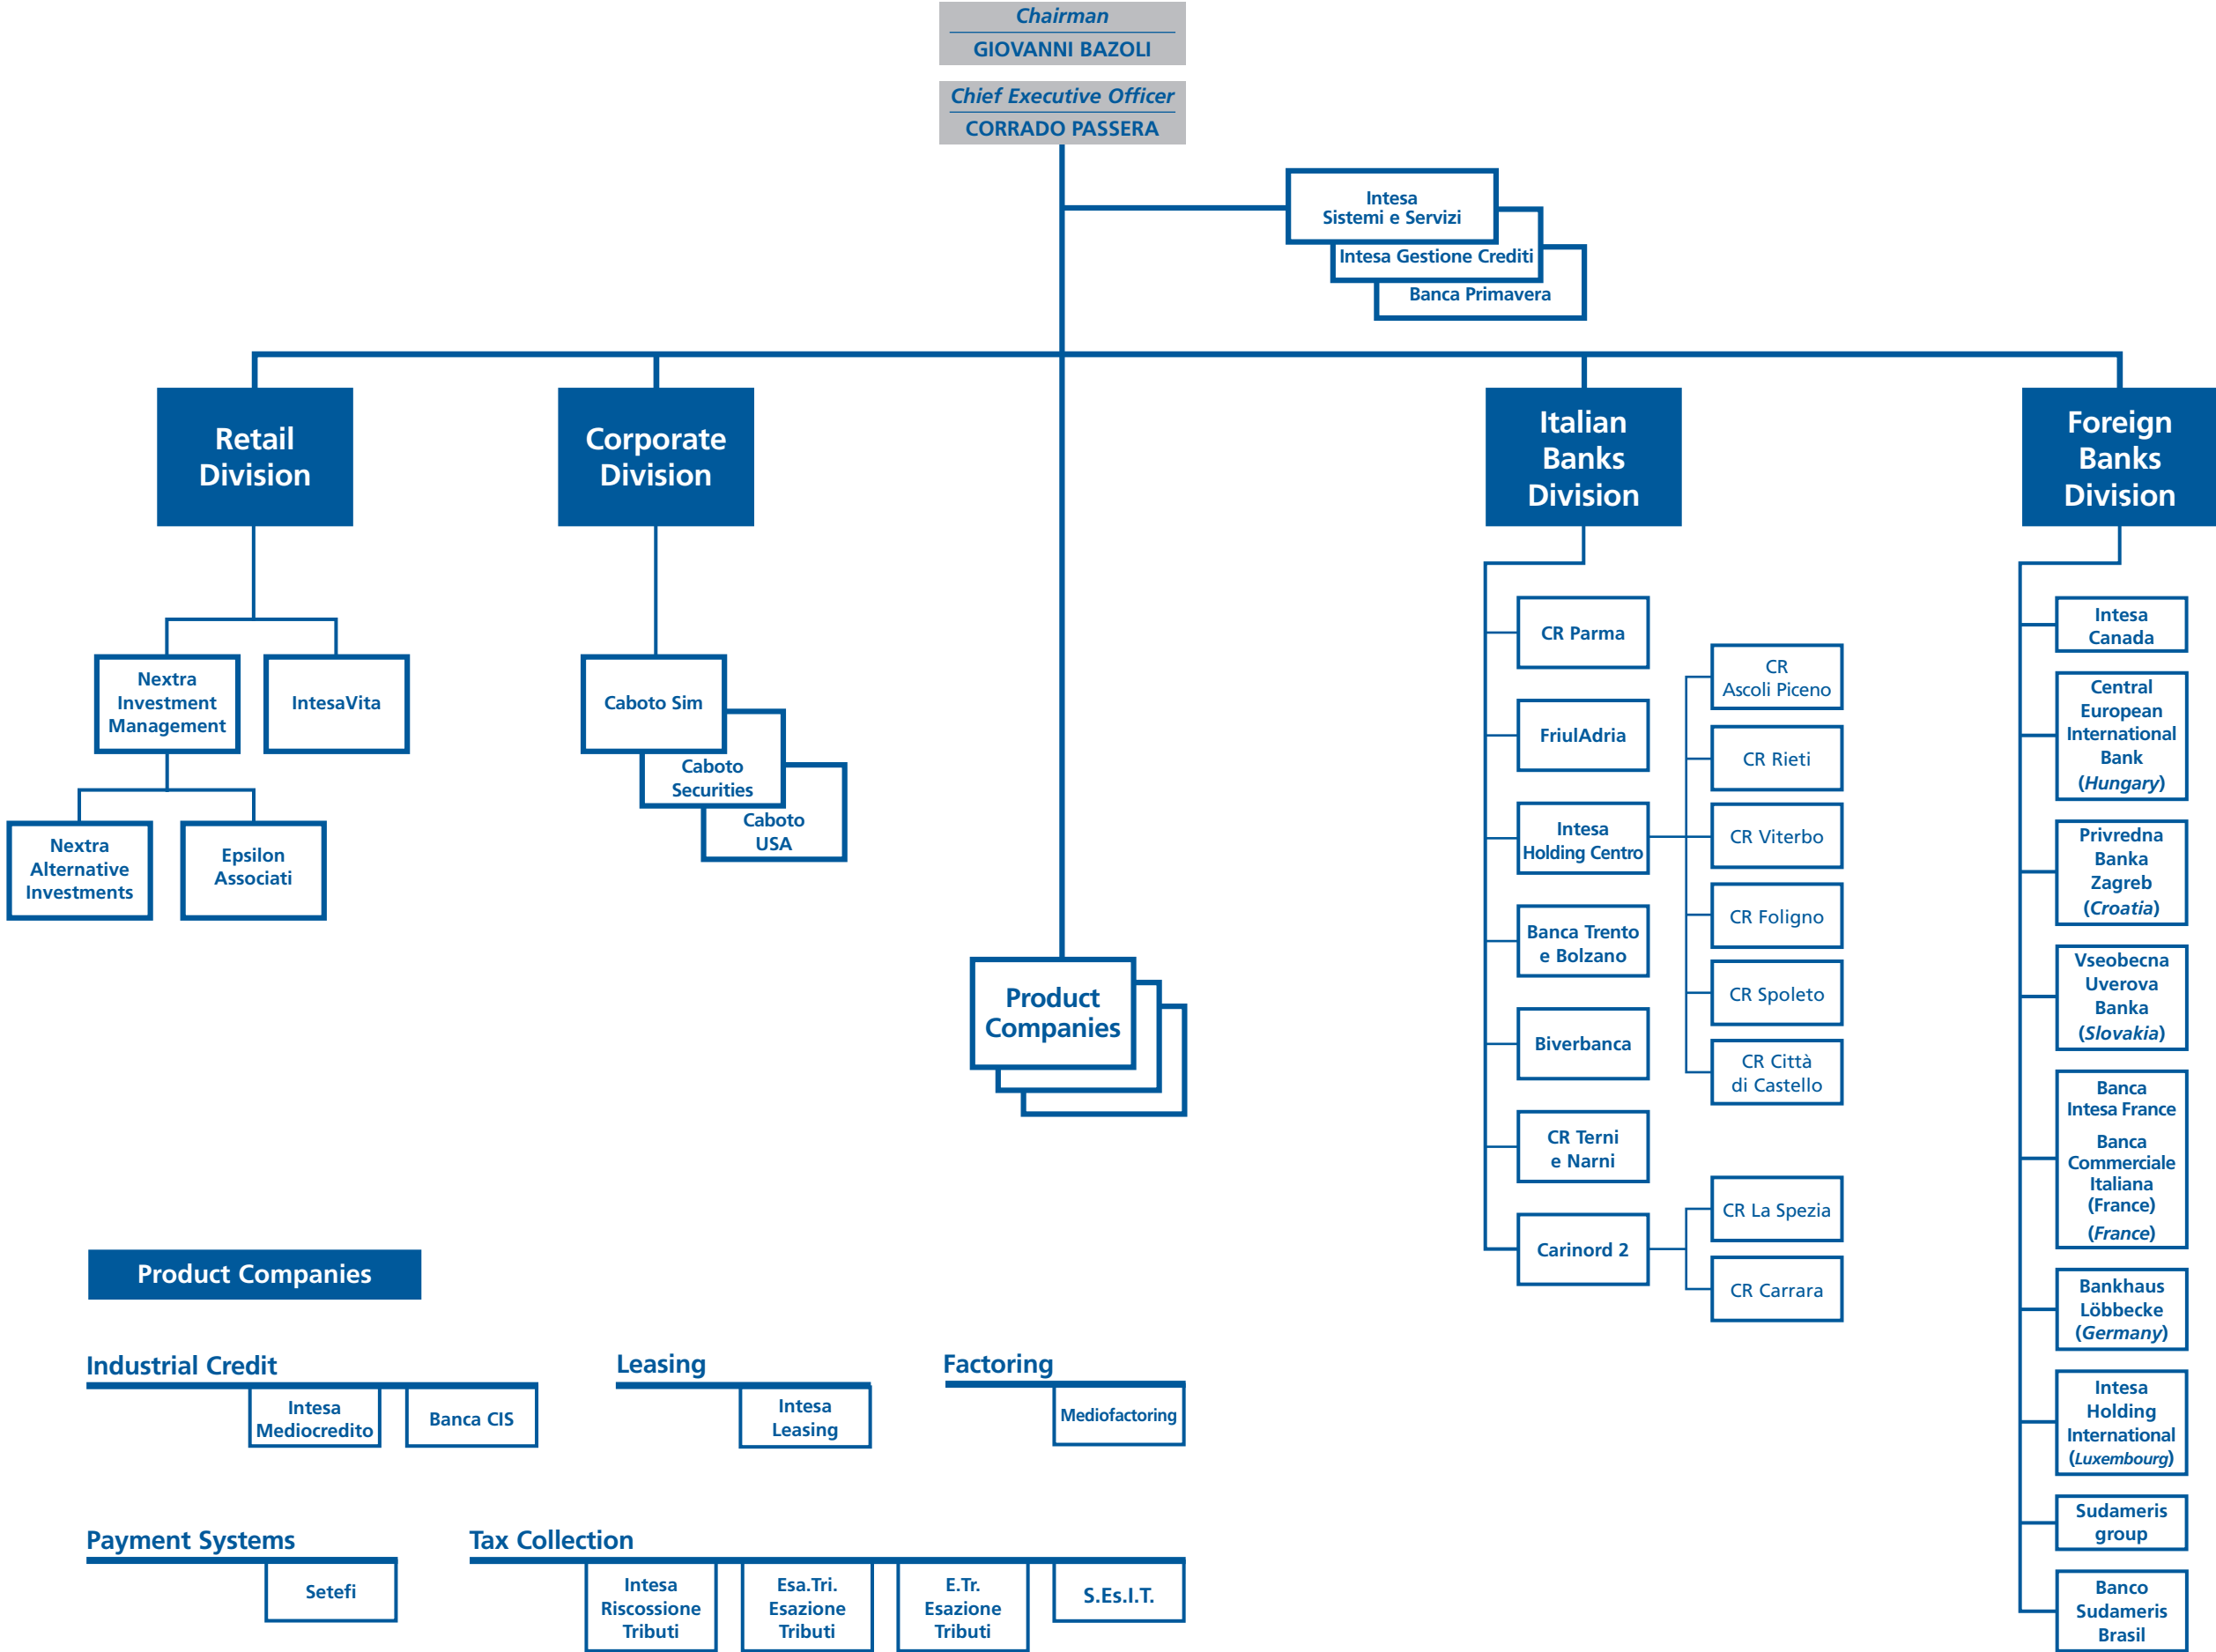 Chairman
GIOVANNI BAZOLI
Chief Executive Officer
CORRADO PASSERA
Intesa
Sistemi e Servizi
Intesa Gestione Crediti
Banca Primavera
Retail
Division
Corporate
Division
Italian
Banks
Division
Foreign
Banks
Division
Nextra
Investment
Management
IntesaVita
Nextra
Alternative
Investments
Epsilon
Associati
Caboto Sim
Caboto
Securities
Caboto
USA
Product
Companies
CR Parma
FriulAdria
Intesa
Holding Centro
Banca Trento
e Bolzano
Biverbanca
CR Terni
e Narni
Carinord 2
CR
Ascoli Piceno
CR Rieti
CR Viterbo
CR Foligno
CR Spoleto
CR Città
di Castello
CR La Spezia
CR Carrara
Intesa
Canada
Central
European
International
Bank
(Hungary)
Privredna
Banka
Zagreb
(Croatia)
Vseobecna
Uverova
Banka
(Slovakia)
Banca
Intesa France
Banca
Commerciale
Italiana
(France)
(France)
Bankhaus
Löbbecke
(Germany)
Intesa
Holding
International
(Luxembourg)
Sudameris
group
Banco
Sudameris
Brasil
Product Companies
Industrial Credit
Intesa
Mediocredito
Banca CIS
Leasing
Intesa
Leasing
Factoring
Mediofactoring
Payment Systems
Setefi
Tax Collection
Intesa
Riscossione
Tributi
Esa.Tri.
Esazione
Tributi
E.Tr.
Esazione
Tributi
S.Es.I.T.